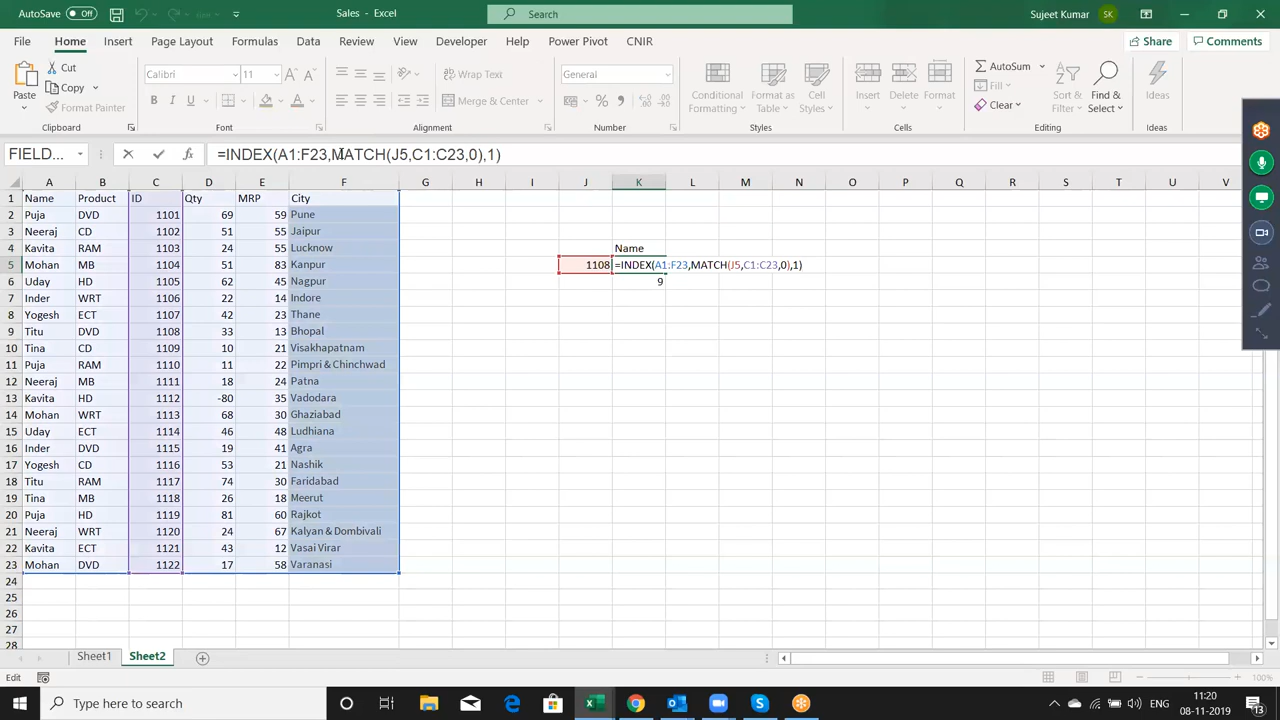 AutoSave Off
Sales - Excel
Search
Sujeet Kumar SK
File Home Insert Page Layout Formulas Data Review View Developer Help Power Pivot CNIR Share Comments
Paste Cut Copy Format Painter
Clipboard
Calibri 11
B I U A A
Font
Wrap Text
Merge & Center
Alignment
General
% ,
Number
Conditional Formatting Format as Table Cell Styles
Styles
Insert Delete Format
Cells
AutoSum Fill Clear Sort & Filter Find & Select
Editing
Ideas
Ideas
FIELD... fx =INDEX(A1:F23,MATCH(J5,C1:C23,0),1)
A B C D E F G H I J K L M N O P Q R S T U V
1 Name Product ID Qty MRP City
2 Puja DVD 1101 69 59 Pune
3 Neeraj CD 1102 51 55 Jaipur
4 Kavita RAM 1103 24 55 Lucknow Name
5 Mohan MB 1104 51 83 Kanpur 1108 =INDEX(A1:F23,MATCH(J5,C1:C23,0),1)
6 Uday HD 1105 62 45 Nagpur 9
7 Inder WRT 1106 22 14 Indore
8 Yogesh ECT 1107 42 23 Thane
9 Titu DVD 1108 33 13 Bhopal
10 Tina CD 1109 10 21 Visakhapatnam
11 Puja RAM 1110 11 22 Pimpri & Chinchwad
12 Neeraj MB 1111 18 24 Patna
13 Kavita HD 1112 -80 35 Vadodara
14 Mohan WRT 1113 68 30 Ghaziabad
15 Uday ECT 1114 46 48 Ludhiana
16 Inder DVD 1115 19 41 Agra
17 Yogesh CD 1116 53 21 Nashik
18 Titu RAM 1117 74 30 Faridabad
19 Tina MB 1118 26 18 Meerut
20 Puja HD 1119 81 60 Rajkot
21 Neeraj WRT 1120 24 67 Kalyan & Dombivali
22 Kavita ECT 1121 43 12 Vasai Virar
23 Mohan DVD 1122 17 58 Varanasi
24
25
26
27
28
Sheet1 Sheet2
Edit
100%
Type here to search
11:20
08-11-2019